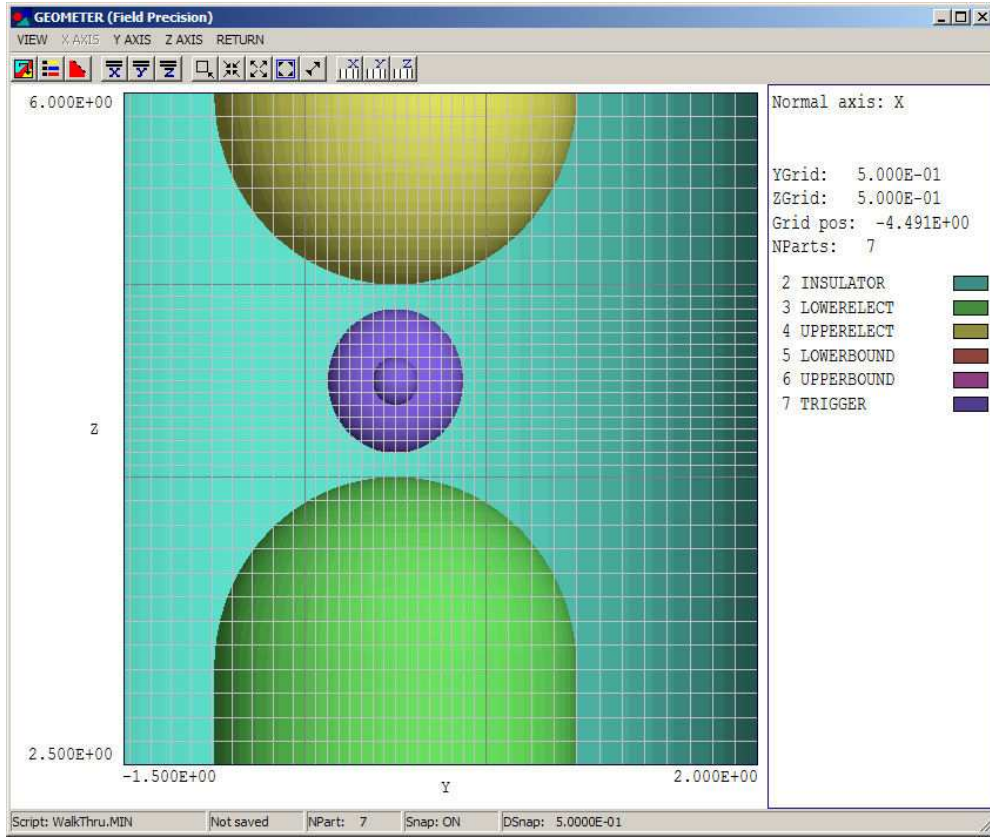 GEOMETER (Field Precision)
VIEW X AXIS Y AXIS Z AXIS RETURN
X Y Z X Y Z
6.000E+00
Z
2.500E+00
-1.500E+00
Y
2.000E+00
Normal axis: X
YGrid: 5.000E-01
ZGrid: 5.000E-01
Grid pos: -4.491E+00
NParts: 7
2 INSULATOR
3 LOWERELECT
4 UPPERELECT
5 LOWERBOUND
6 UPPERBOUND
7 TRIGGER
Script: WalkThru.MIN Not saved NPart: 7 Snap: ON DSnap: 5.0000E-01